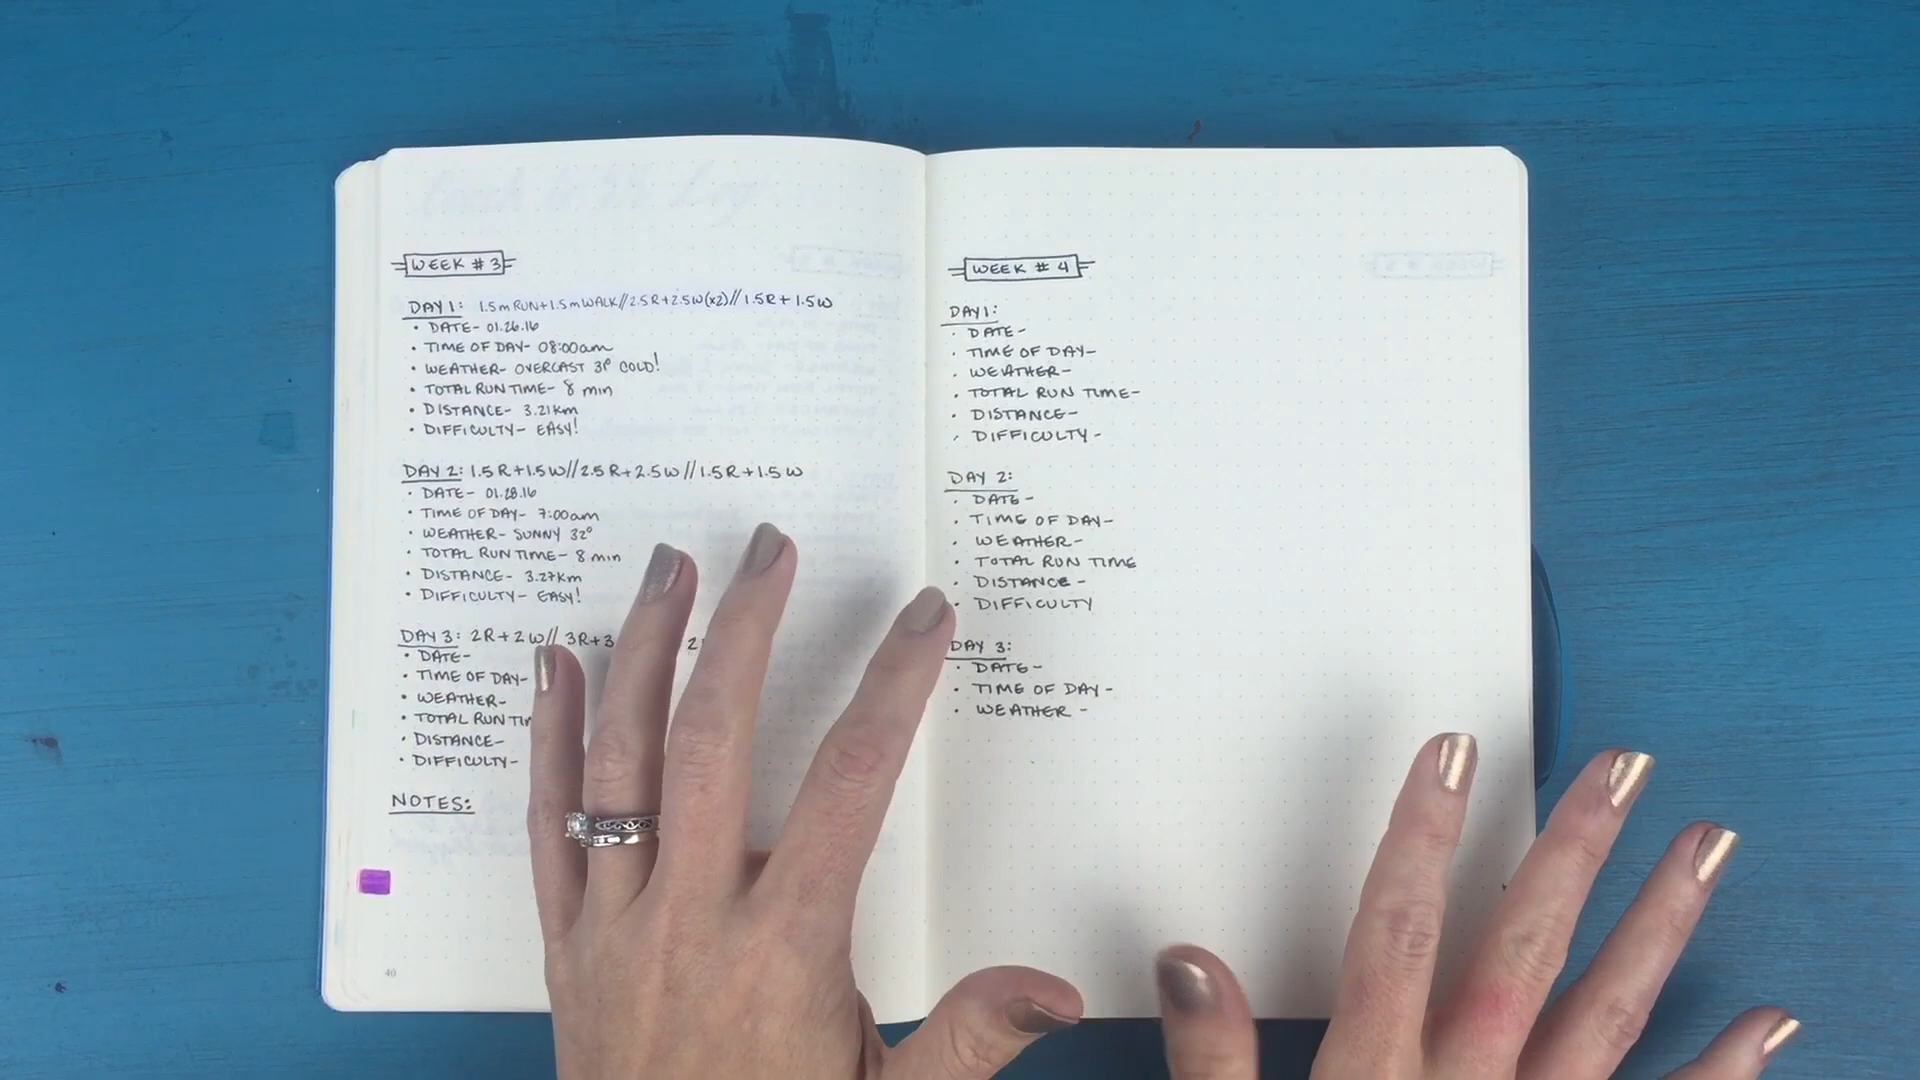 WEEK # 3
DAY 1: 1.5m RUN + 1.5m WALK // 2.5R + 2.5W (x2) // 1.5R + 1.5W
• DATE- 01.26.16
• TIME OF DAY- 08:00am
• WEATHER- OVERCAST 31° COLD!
• TOTAL RUN TIME- 8 min
• DISTANCE- 3.21km
• DIFFICULTY- EASY!
DAY 2: 1.5R + 1.5W // 2.5R + 2.5W // 1.5R + 1.5W
• DATE- 01.28.16
• TIME OF DAY- 7:00am
• WEATHER- SUNNY 32°
• TOTAL RUN TIME- 8 min
• DISTANCE- 3.27km
• DIFFICULTY- EASY!
DAY 3: 2R + 2W // 3R + 3 2
• DATE-
• TIME OF DAY-
• WEATHER-
• TOTAL RUN
• DISTANCE-
• DIFFICULTY-
NOTES:
40
WEEK # 4
DAY 1:
• DATE-
• TIME OF DAY-
• WEATHER-
• TOTAL RUN TIME-
• DISTANCE-
• DIFFICULTY-
DAY 2:
• DATE-
• TIME OF DAY-
• WEATHER-
• TOTAL RUN TIME
• DISTANCE-
• DIFFICULTY
DAY 3:
• DATE-
• TIME OF DAY-
• WEATHER -